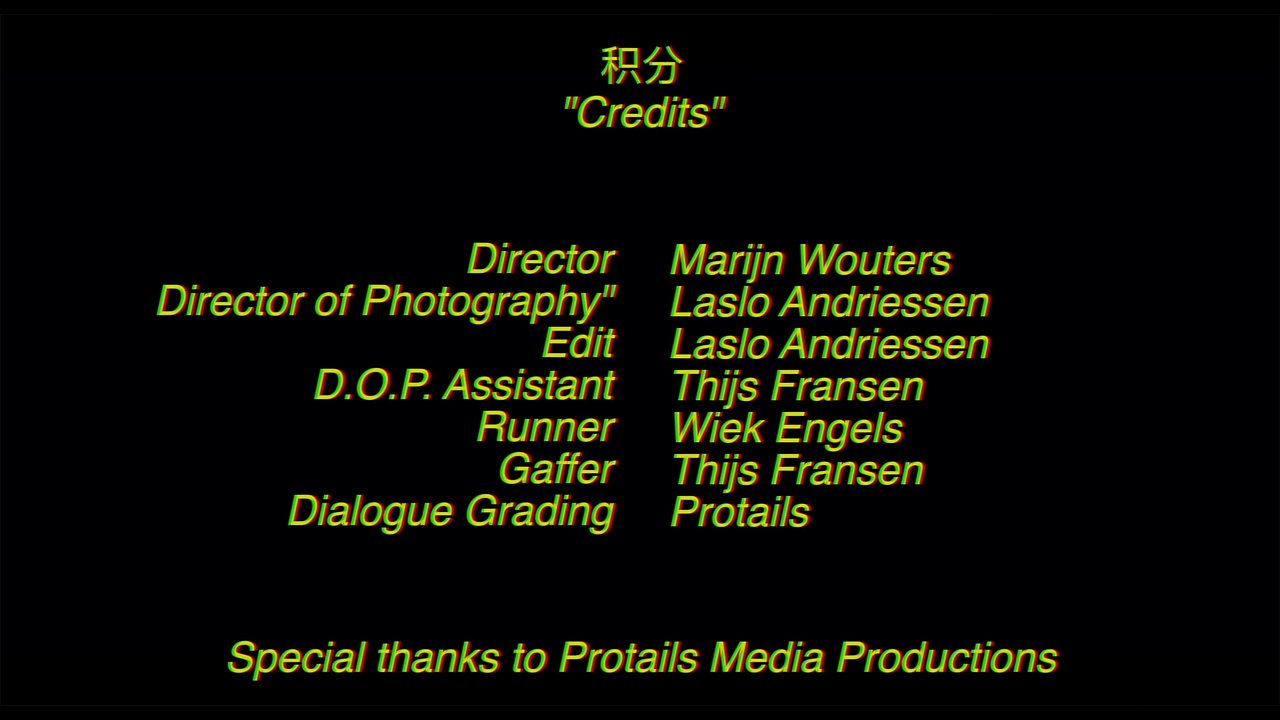 积分
"Credits"
Director Marijn Wouters
Director of Photography" Laslo Andriessen
Edit Laslo Andriessen
D.O.P. Assistant Thijs Fransen
Runner Wiek Engels
Gaffer Thijs Fransen
Dialogue Grading Protails
Special thanks to Protails Media Productions